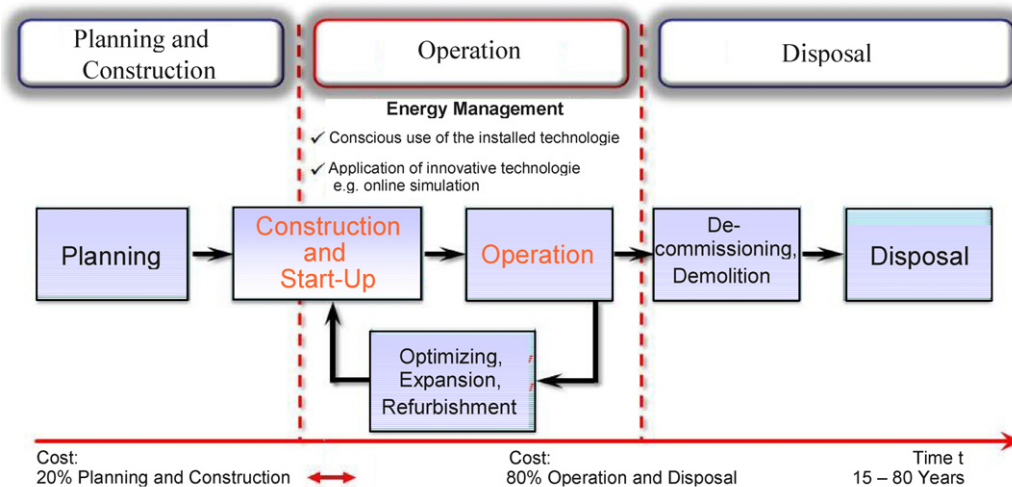 Planning and
Construction
Operation
Disposal
Energy Management
✓ Conscious use of the installed technologie
✓ Application of innovative technologie
e.g. online simulation
Planning
Construction
and
Start-Up
Operation
De-
commissioning,
Demolition
Disposal
Optimizing,
Expansion,
Refurbishment
Cost:
20% Planning and Construction
Cost:
80% Operation and Disposal
Time t
15 – 80 Years